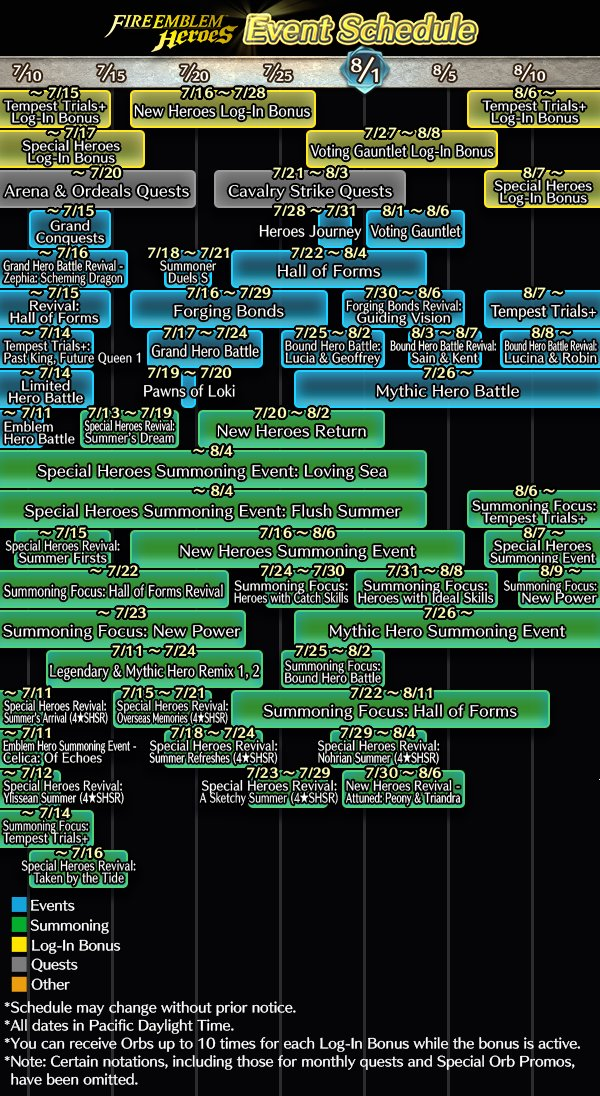 FIRE EMBLEM
Heroes
Event Schedule
7/10 7/15 7/20 7/25 8/1 8/5 8/10
~ 7/15
Tempest Trials+
Log-In Bonus
7/16 ~ 7/28
New Heroes Log-In Bonus
8/6 ~
Tempest Trials+
Log-In Bonus
~ 7/17
Special Heroes
Log-In Bonus
7/27 ~ 8/8
Voting Gauntlet Log-In Bonus
~ 7/20
Arena & Ordeals Quests
7/21 ~ 8/3
Cavalry Strike Quests
8/7 ~
Special Heroes
Log-In Bonus
~ 7/15
Grand
Conquests
7/28 ~ 7/31
Heroes Journey
8/1 ~ 8/6
Voting Gauntlet
~ 7/16
Grand Hero Battle Revival -
Zephia: Scheming Dragon
7/18 ~ 7/21
Summoner
Duels S
7/22 ~ 8/4
Hall of Forms
~ 7/15
Revival:
Hall of Forms
7/16 ~ 7/29
Forging Bonds
7/30 ~ 8/6
Forging Bonds Revival:
Guiding Vision
8/7 ~
Tempest Trials+
~ 7/14
Tempest Trials+:
Past King, Future Queen 1
7/17 ~ 7/24
Grand Hero Battle
7/25 ~ 8/2
Bound Hero Battle:
Lucia & Geoffrey
8/3 ~ 8/7
Bound Hero Battle Revival:
Sain & Kent
8/8 ~
Bound Hero Battle Revival:
Lucina & Robin
~ 7/14
Limited
Hero Battle
7/19 ~ 7/20
Pawns of Loki
7/26 ~
Mythic Hero Battle
~ 7/11
Emblem
Hero Battle
7/13 ~ 7/19
Special Heroes Revival:
Summer's Dream
7/20 ~ 8/2
New Heroes Return
~ 8/4
Special Heroes Summoning Event: Loving Sea
~ 8/4
Special Heroes Summoning Event: Flush Summer
8/6 ~
Summoning Focus:
Tempest Trials+
~ 7/15
Special Heroes Revival:
Summer Firsts
7/16 ~ 8/6
New Heroes Summoning Event
8/7 ~
Special Heroes
Summoning Event
~ 7/22
Summoning Focus: Hall of Forms Revival
7/24 ~ 7/30
Summoning Focus:
Heroes with Catch Skills
7/31 ~ 8/8
Summoning Focus:
Heroes with Ideal Skills
8/9 ~
Summoning Focus:
New Power
~ 7/23
Summoning Focus: New Power
7/26 ~
Mythic Hero Summoning Event
7/11 ~ 7/24
Legendary & Mythic Hero Remix 1, 2
7/25 ~ 8/2
Summoning Focus:
Bound Hero Battle
~ 7/11
Special Heroes Revival:
Summer's Arrival (4★SHSR)
7/15 ~ 7/21
Special Heroes Revival:
Overseas Memories (4★SHSR)
7/22 ~ 8/11
Summoning Focus: Hall of Forms
~ 7/11
Emblem Hero Summoning Event -
Celica: Of Echoes
7/18 ~ 7/24
Special Heroes Revival:
Summer Refreshes (4★SHSR)
7/29 ~ 8/4
Special Heroes Revival:
Nohrian Summer (4★SHSR)
~ 7/12
Special Heroes Revival:
Ylissean Summer (4★SHSR)
7/23 ~ 7/29
Special Heroes Revival:
A Sketchy Summer (4★SHSR)
7/30 ~ 8/6
New Heroes Revival -
Attuned: Peony & Triandra
~ 7/14
Summoning Focus:
Tempest Trials+
~ 7/16
Special Heroes Revival:
Taken by the Tide
Events
Summoning
Log-In Bonus
Quests
Other
*Schedule may change without prior notice.
*All dates in Pacific Daylight Time.
*You can receive Orbs up to 10 times for each Log-In Bonus while the bonus is active.
*Note: Certain notations, including those for monthly quests and Special Orb Promos,
have been omitted.